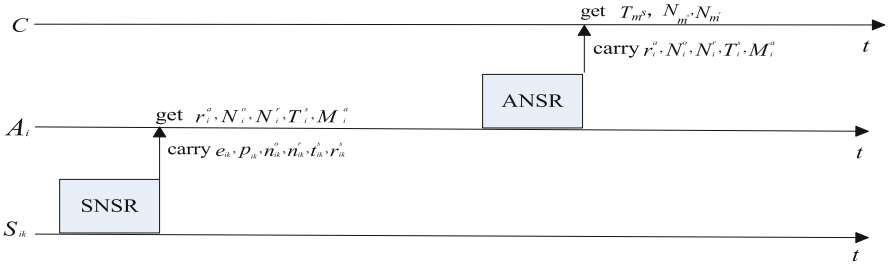 C get T_m^s, N_m^o, N_m^r t
carry r_i^a, N_i^o, N_i^r, T_i^s, M_i^a
ANSR
A_i get r_i^a, N_i^o, N_i^r, T_i^s, M_i^a t
carry e_ik, p_ik, n_ik^o, n_ik^r, t_ik^s, r_ik^s
SNSR
S_ik t